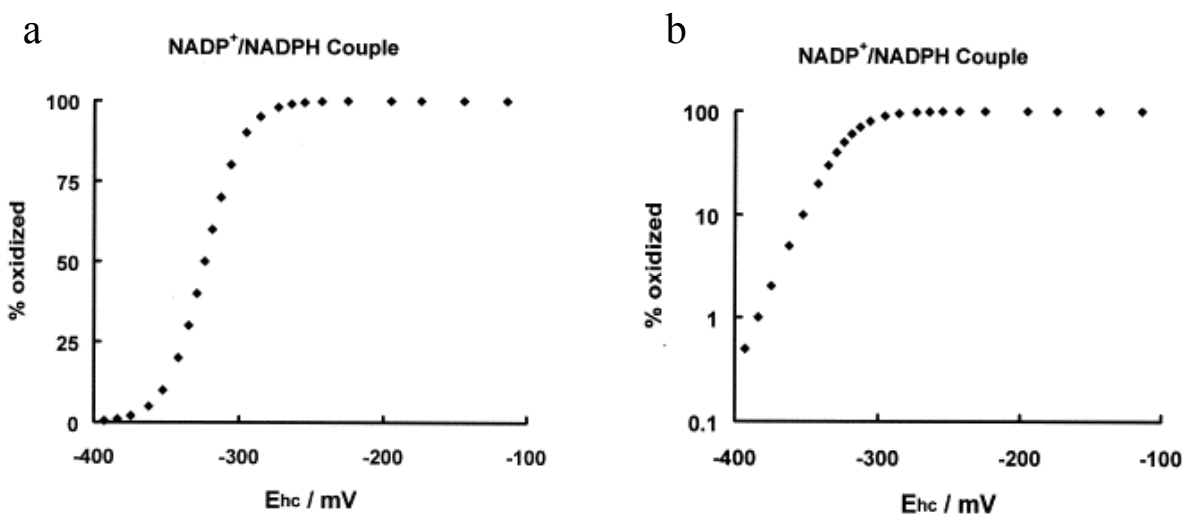 a
NADP+/NADPH Couple
% oxidized
100
75
50
25
0
-400
-300
-200
-100
Ehc / mV
b
NADP+/NADPH Couple
% oxidized
100
10
1
0.1
-400
-300
-200
-100
Ehc / mV